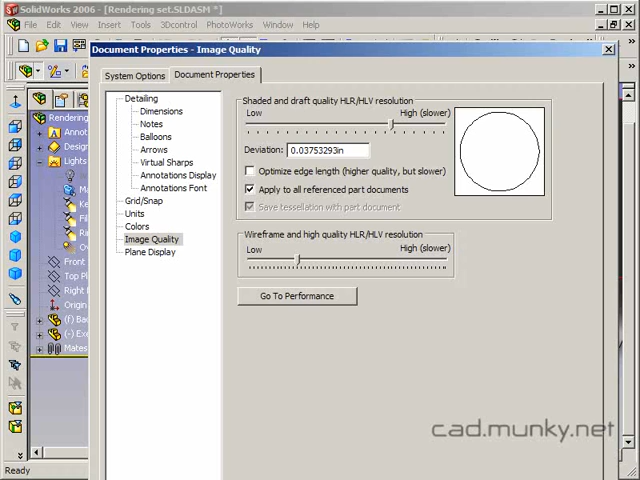 SolidWorks 2006 - [Rendering set.SLDASM *]
File Edit View Insert Tools 3Dcontrol PhotoWorks Window
Document Properties - Image Quality
System Options Document Properties
Detailing
Dimensions
Notes
Balloons
Arrows
Virtual Sharps
Annotations Display
Annotations Font
Grid/Snap
Units
Colors
Image Quality
Plane Display
Shaded and draft quality HLR/HLV resolution
Low High (slower)
Deviation: 0.03753293in
Optimize edge length (higher quality, but slower)
Apply to all referenced part documents
Save tessellation with part document
Wireframe and high quality HLR/HLV resolution
Low High (slower)
Go To Performance
Rendering
Annot
Design
Lights
Front
Top Pl
Right
Origin
(f) Ba
(-) Exe
Mates
cad.munky.net
Ready